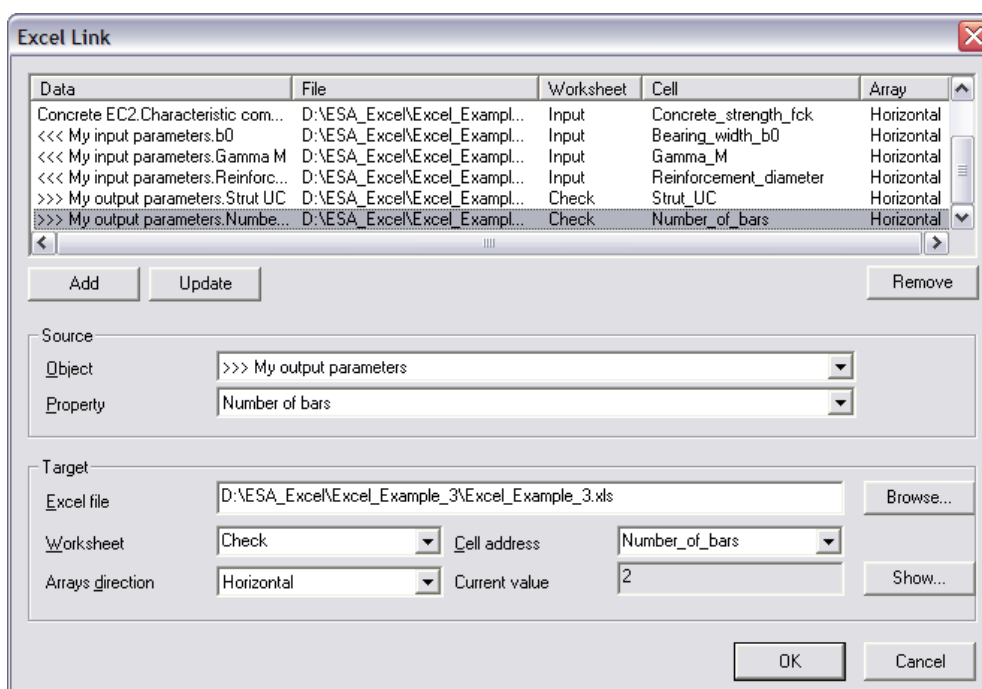 Excel Link
Data File Worksheet Cell Array
Concrete EC2.Characteristic com... D:\ESA_Excel\Excel_Exampl... Input Concrete_strength_fck Horizontal
<<< My input parameters.b0 D:\ESA_Excel\Excel_Exampl... Input Bearing_width_b0 Horizontal
<<< My input parameters.Gamma M D:\ESA_Excel\Excel_Exampl... Input Gamma_M Horizontal
<<< My input parameters.Reinforc... D:\ESA_Excel\Excel_Exampl... Input Reinforcement_diameter Horizontal
>>> My output parameters.Strut UC D:\ESA_Excel\Excel_Exampl... Check Strut_UC Horizontal
>>> My output parameters.Numbe... D:\ESA_Excel\Excel_Exampl... Check Number_of_bars Horizontal
Add Update Remove
Source
Object >>> My output parameters
Property Number of bars
Target
Excel file D:\ESA_Excel\Excel_Example_3\Excel_Example_3.xls Browse...
Worksheet Check Cell address Number_of_bars
Arrays direction Horizontal Current value 2 Show...
OK Cancel